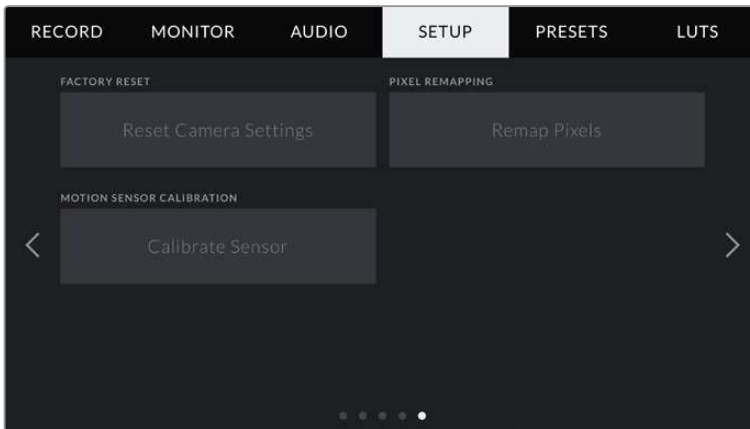 RECORD MONITOR AUDIO SETUP PRESETS LUTS
FACTORY RESET PIXEL REMAPPING
Reset Camera Settings Remap Pixels
MOTION SENSOR CALIBRATION
Calibrate Sensor